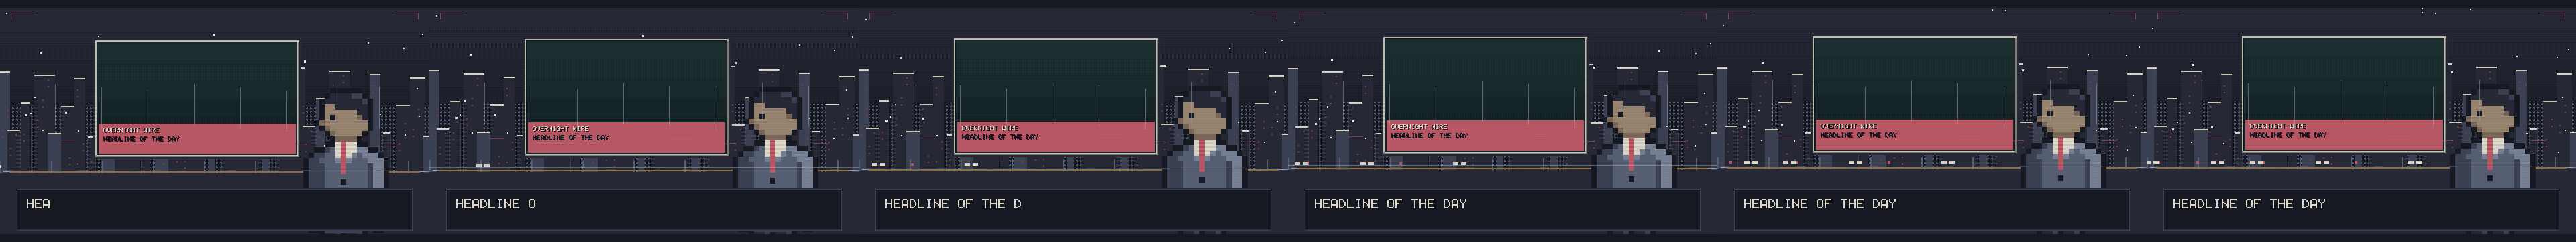 OVERNIGHT WIRE
HEADLINE OF THE DAY
HEA
OVERNIGHT WIRE
HEADLINE OF THE DAY
HEADLINE O
OVERNIGHT WIRE
HEADLINE OF THE DAY
HEADLINE OF THE D
OVERNIGHT WIRE
HEADLINE OF THE DAY
HEADLINE OF THE DAY
OVERNIGHT WIRE
HEADLINE OF THE DAY
HEADLINE OF THE DAY
OVERNIGHT WIRE
HEADLINE OF THE DAY
HEADLINE OF THE DAY